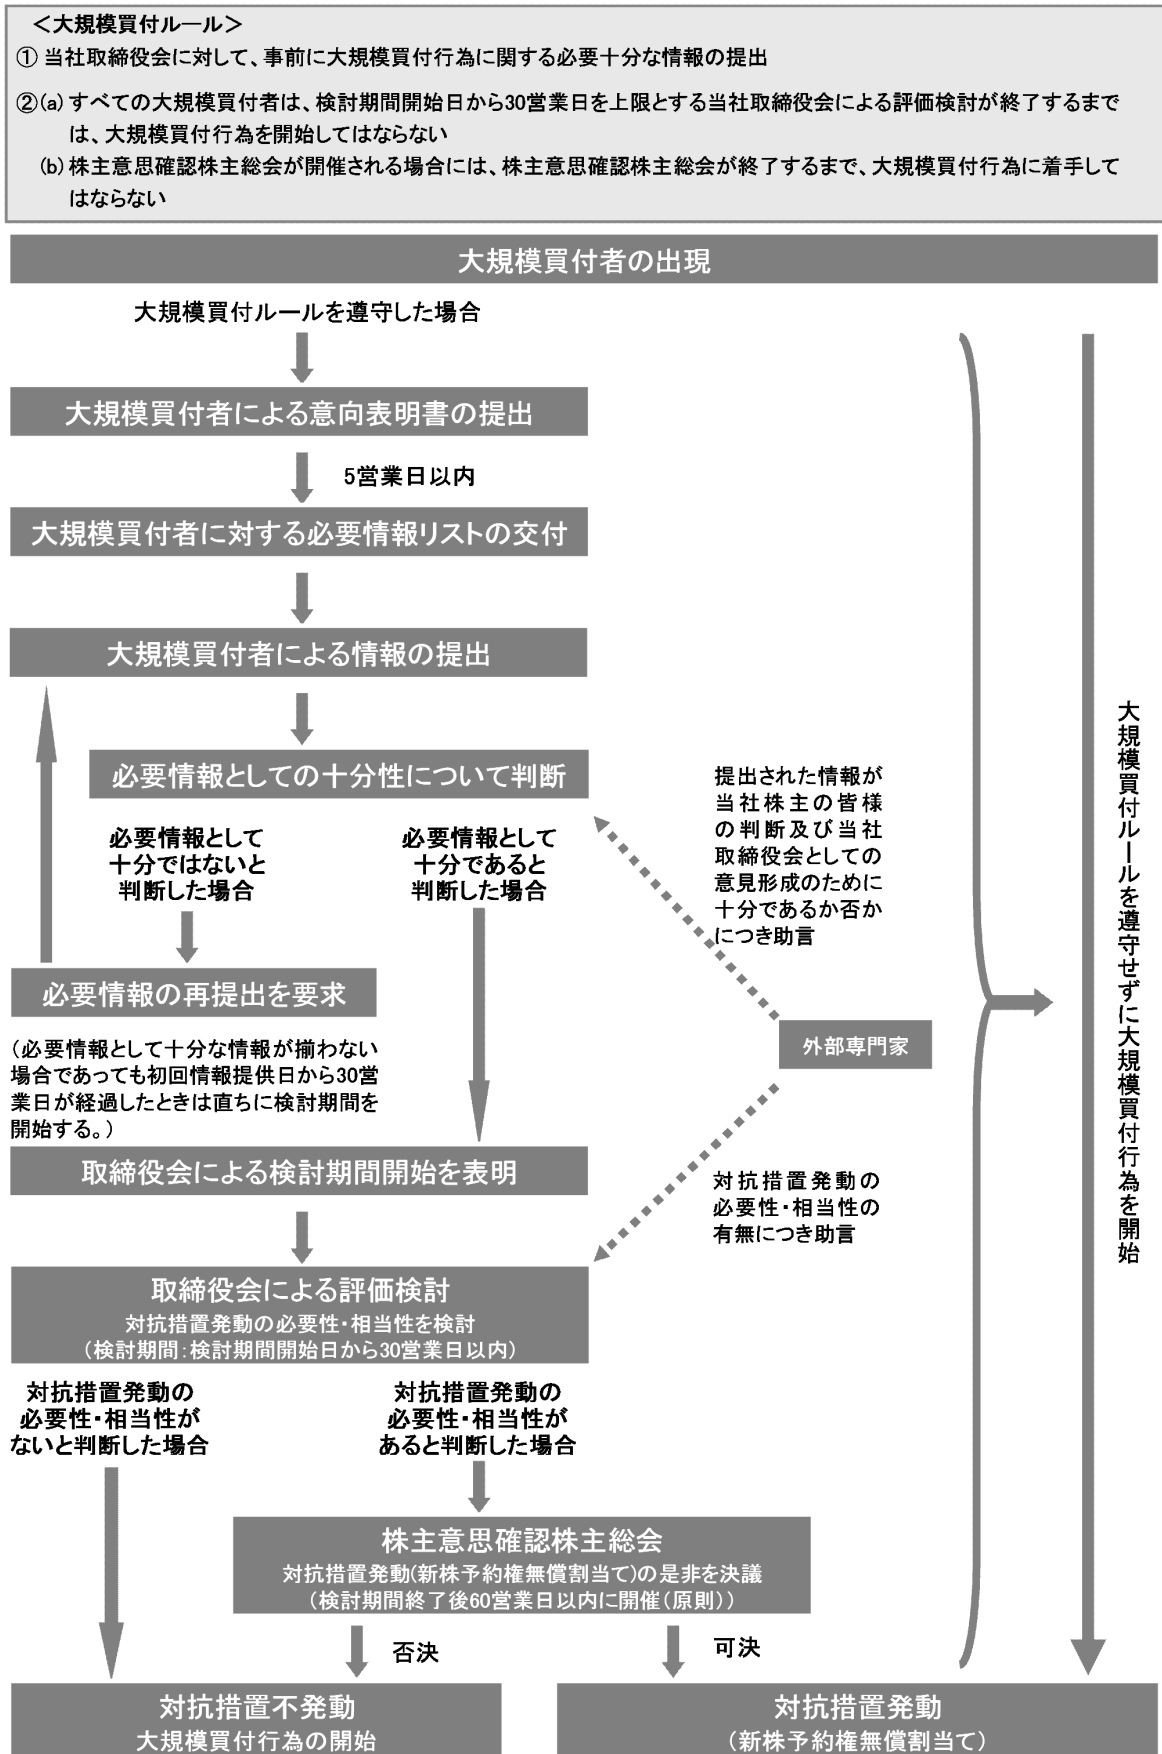 ＜大規模買付ルール＞
① 当社取締役会に対して、事前に大規模買付行為に関する必要十分な情報の提出
②(a) すべての大規模買付者は、検討期間開始日から30営業日を上限とする当社取締役会による評価検討が終了するまで
は、大規模買付行為を開始してはならない
(b) 株主意思確認株主総会が開催される場合には、株主意思確認株主総会が終了するまで、大規模買付行為に着手して
はならない
大規模買付者の出現
大規模買付ルールを遵守した場合
大規模買付者による意向表明書の提出
5営業日以内
大規模買付者に対する必要情報リストの交付
大規模買付者による情報の提出
必要情報としての十分性について判断
必要情報として
十分ではないと
判断した場合
必要情報として
十分であると
判断した場合
提出された情報が
当社株主の皆様
の判断及び当社
取締役会としての
意見形成のために
十分であるか否か
につき助言
必要情報の再提出を要求
（必要情報として十分な情報が揃わない
場合であっても初回情報提供日から30営
業日が経過したときは直ちに検討期間を
開始する。）
外部専門家
取締役会による検討期間開始を表明
対抗措置発動の
必要性・相当性の
有無につき助言
取締役会による評価検討
対抗措置発動の必要性・相当性を検討
（検討期間：検討期間開始日から30営業日以内）
対抗措置発動の
必要性・相当性が
ないと判断した場合
対抗措置発動の
必要性・相当性が
あると判断した場合
株主意思確認株主総会
対抗措置発動(新株予約権無償割当て)の是非を決議
（検討期間終了後60営業日以内に開催（原則））
否決
可決
対抗措置不発動
大規模買付行為の開始
対抗措置発動
（新株予約権無償割当て）
大規模買付ルールを遵守せずに大規模買付行為を開始